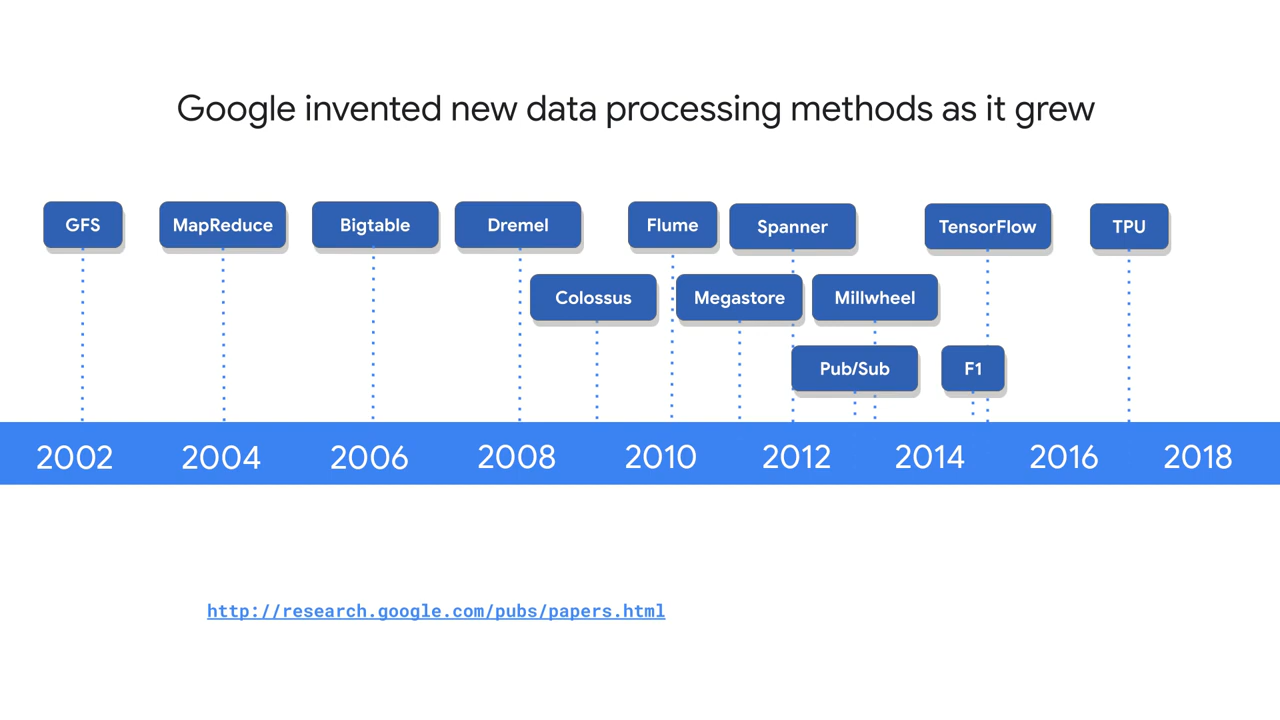 Google invented new data processing methods as it grew
GFS MapReduce Bigtable Dremel Flume Spanner TensorFlow TPU
Colossus Megastore Millwheel
Pub/Sub F1
2002 2004 2006 2008 2010 2012 2014 2016 2018
http://research.google.com/pubs/papers.html